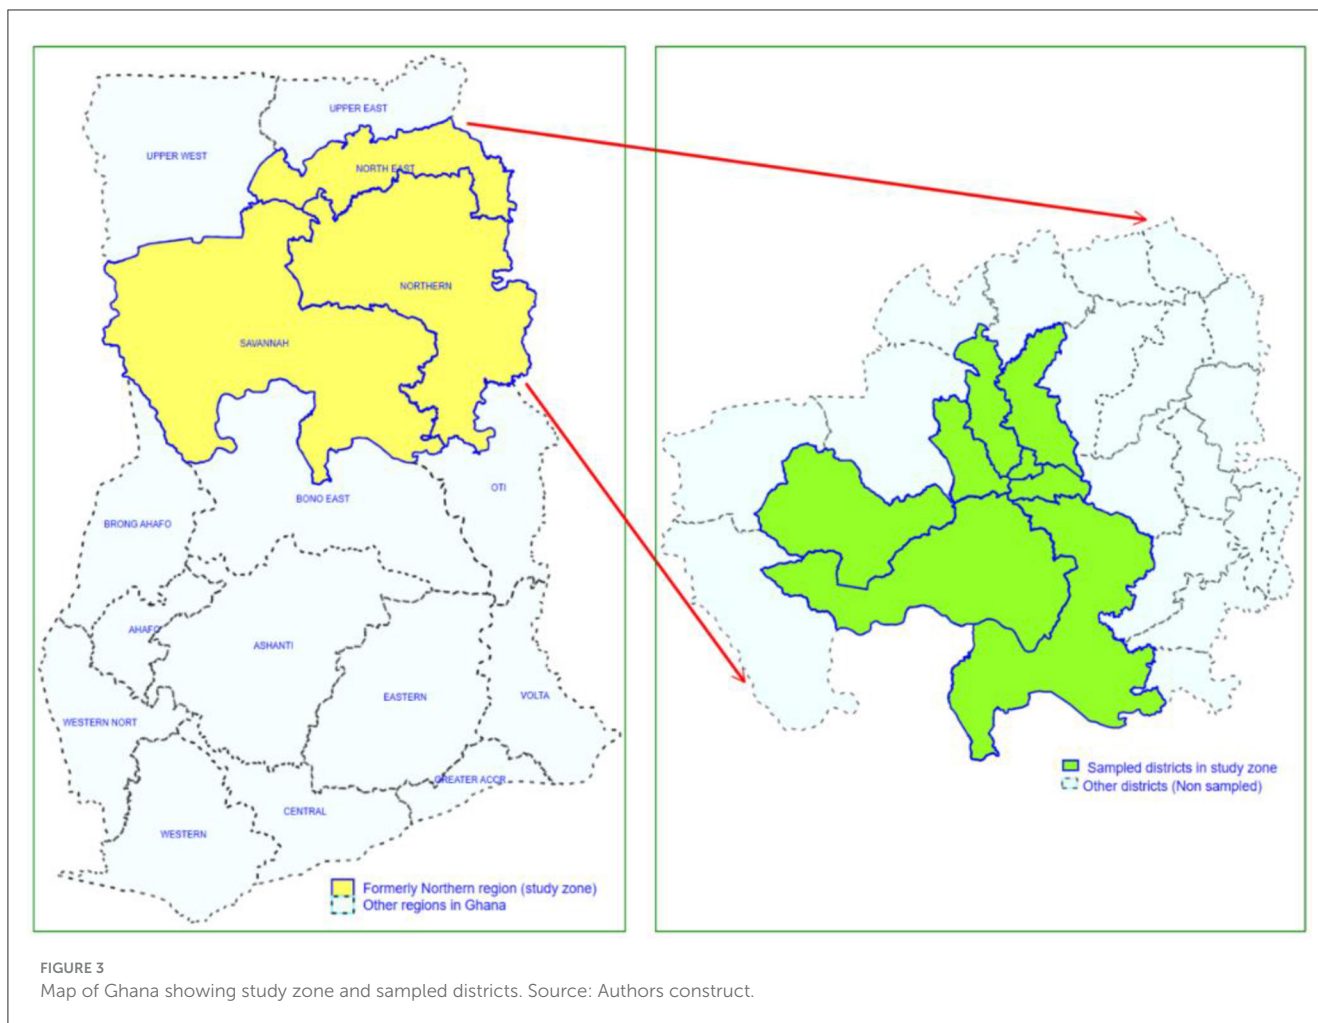 UPPER EAST
UPPER WEST
NORTH EAST
NORTHERN
SAVANNAH
OTI
BONO EAST
BRONG AHAFO
AHAFO
ASHANTI
EASTERN
VOLTA
WESTERN NORT
GREATER ACCR
CENTRAL
WESTERN
Formerly Northern region (study zone)
Other regions in Ghana
Sampled districts in study zone
Other districts (Non sampled)
FIGURE 3
Map of Ghana showing study zone and sampled districts. Source: Authors construct.